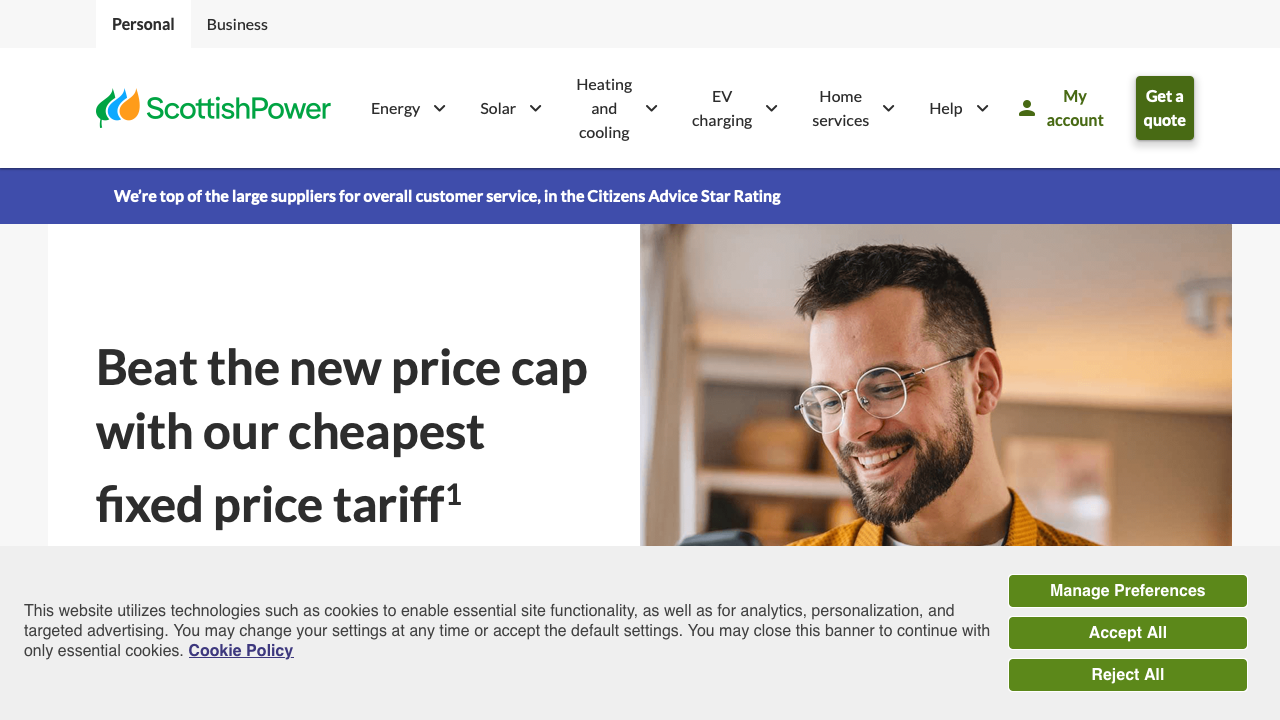 Personal
Business
ScottishPower
Energy
Solar
Heating
and
cooling
EV
charging
Home
services
Help
My
account
Get a
quote
We're top of the large suppliers for overall customer service, in the Citizens Advice Star Rating
Beat the new price cap
with our cheapest
fixed price tariff¹
This website utilizes technologies such as cookies to enable essential site functionality, as well as for analytics, personalization, and
targeted advertising. You may change your settings at any time or accept the default settings. You may close this banner to continue with
only essential cookies. Cookie Policy
Manage Preferences
Accept All
Reject All